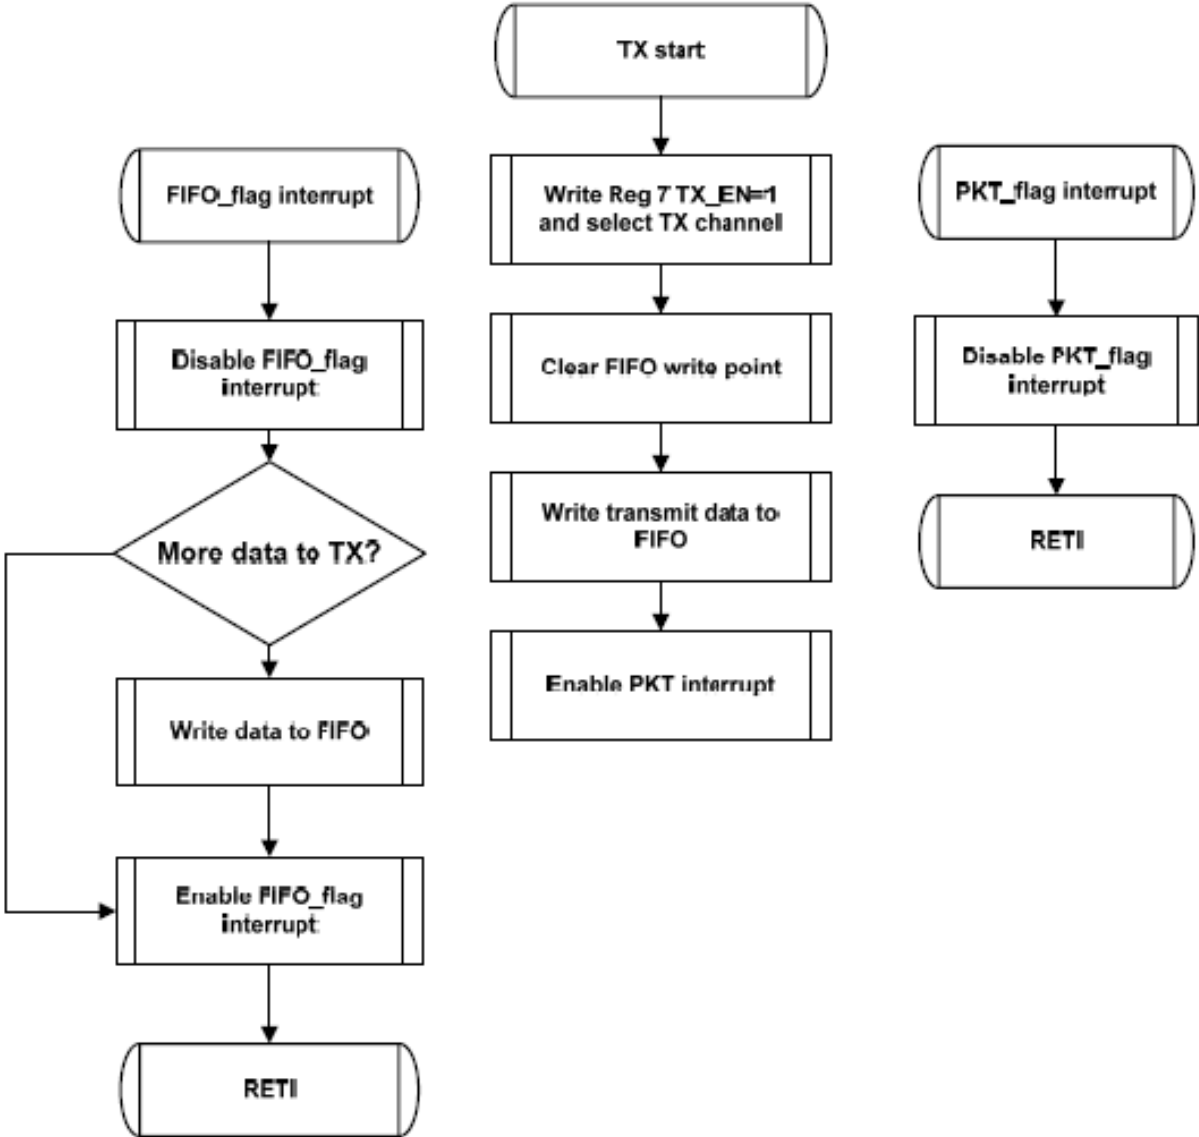 TX start
FIFO_flag interrupt
Write Reg 7 TX_EN=1
and select TX channel
PKT_flag interrupt
Disable FIFO_flag
interrupt
Clear FIFO write point
Disable PKT_flag
interrupt
More data to TX?
Write transmit data to
FIFO
RETI
Write data to FIFO
Enable PKT interrupt
Enable FIFO_flag
interrupt
RETI